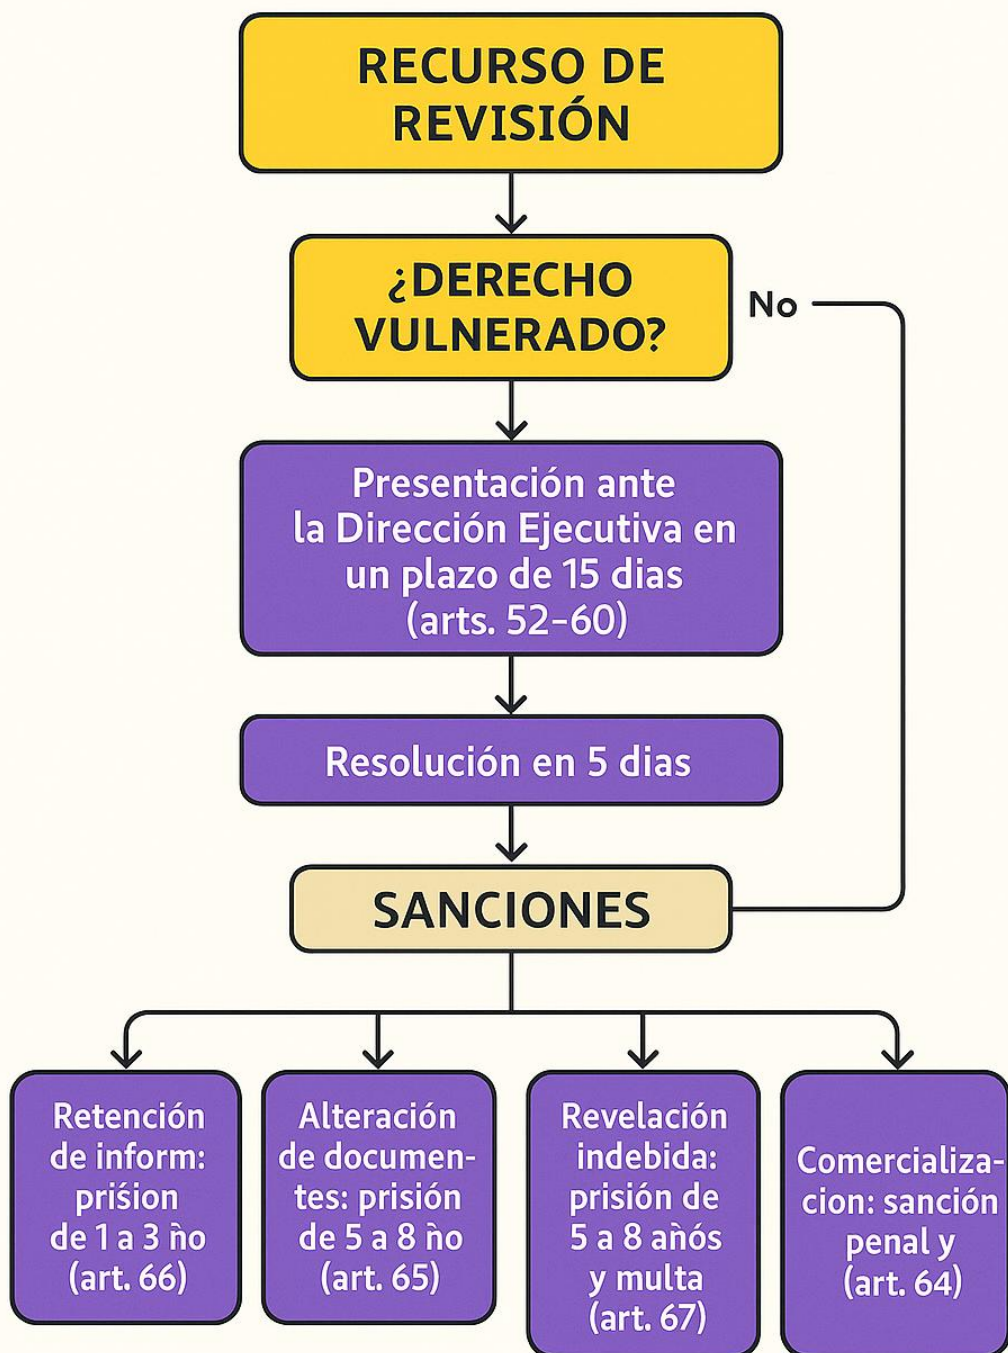 RECURSO DE
REVISIÓN
¿DERECHO
VULNERADO?
No
Presentación ante
la Dirección Ejecutiva en
un plazo de 15 dias
(arts. 52-60)
Resolución en 5 dias
SANCIONES
Retención
de inform:
priśion
de 1 a 3 ǹo
(art. 66)
Alteración
de documen-
tes: prisión
de 5 a 8 ǹo
(art. 65)
Revelación
indebida:
prisión de
5 a 8 aǹós
y multa
(art. 67)
Comercializa-
cion: sanción
penal y
(art. 64)